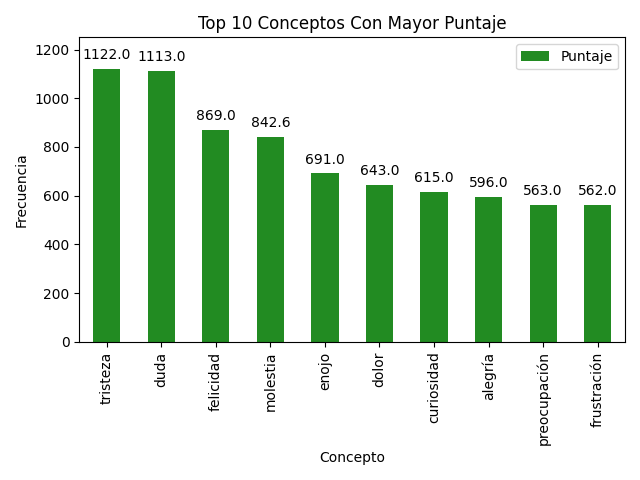 Top 10 Conceptos Con Mayor Puntaje
Puntaje
Frecuencia
1200
1000
800
600
400
200
0
1122.0
1113.0
869.0
842.6
691.0
643.0
615.0
596.0
563.0
562.0
tristeza
duda
felicidad
molestia
enojo
dolor
curiosidad
alegría
preocupación
frustración
Concepto